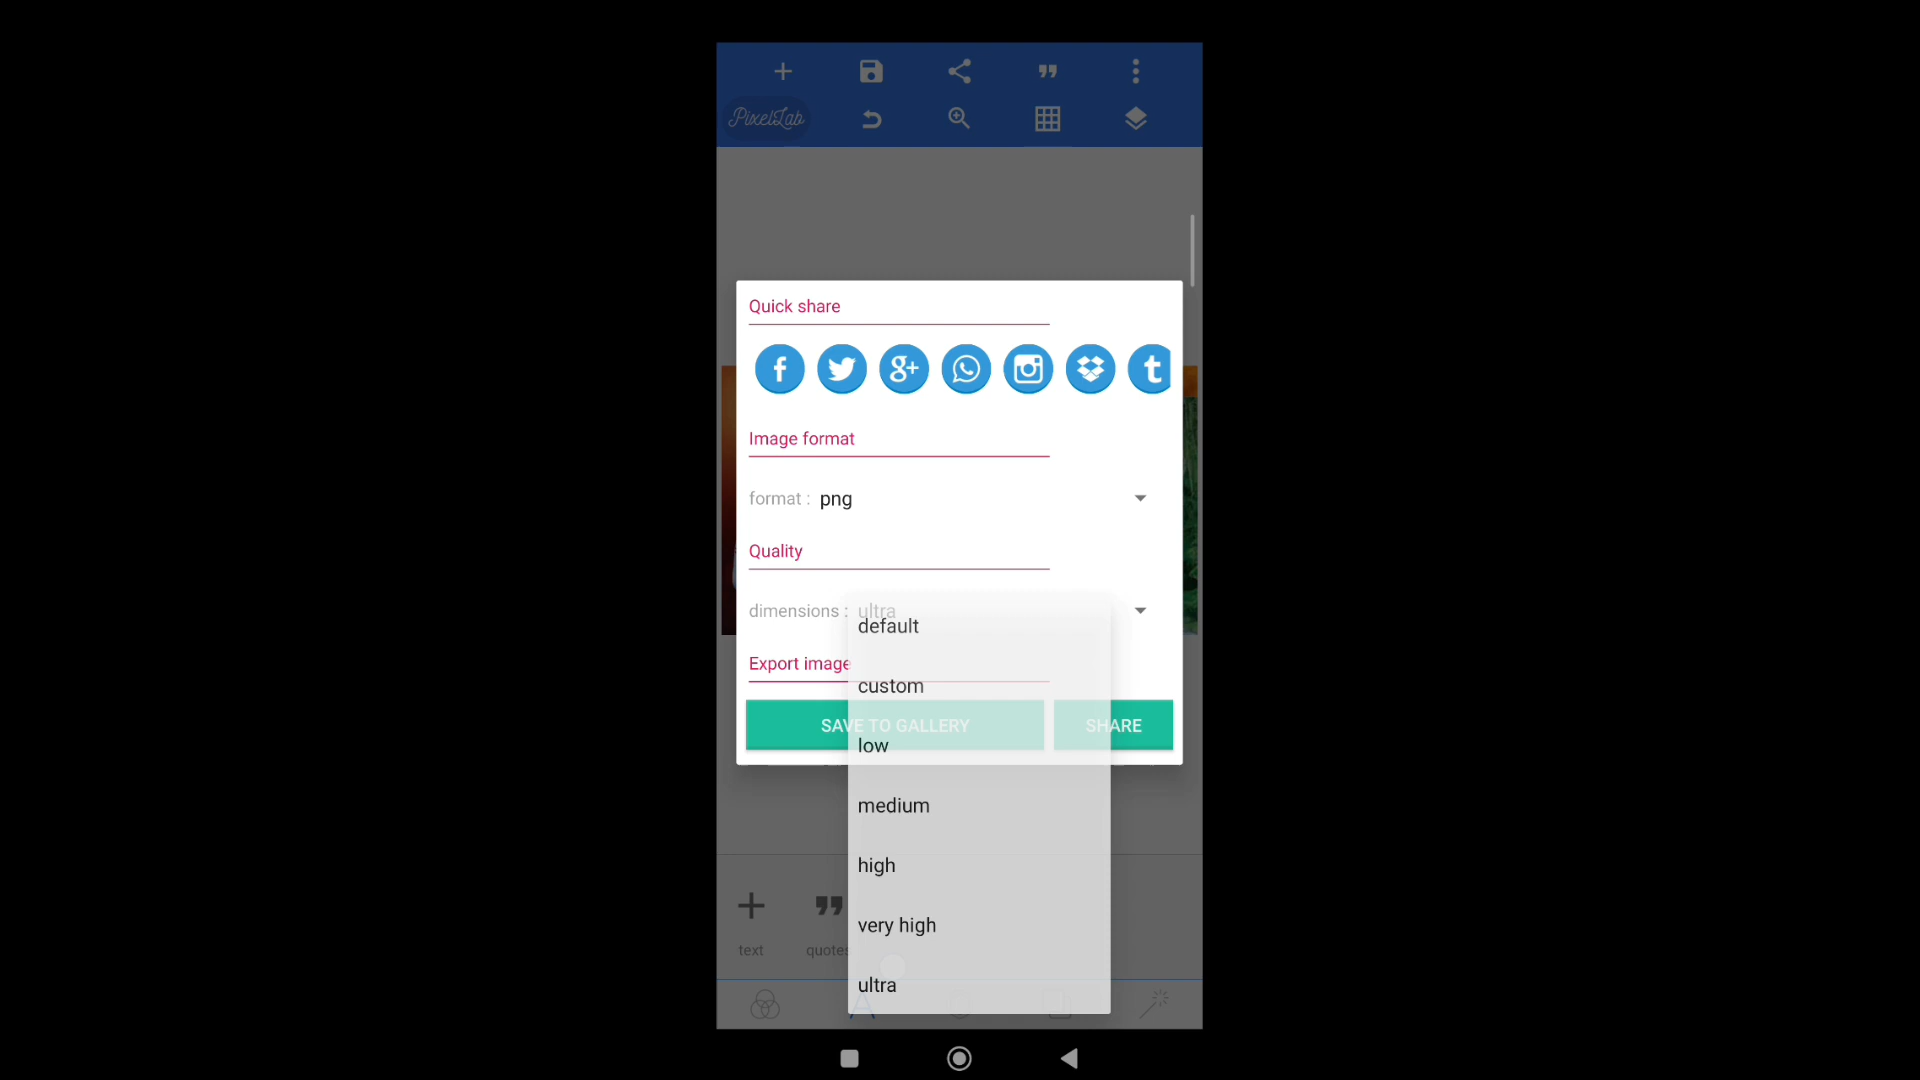 PixelLab
Quick share
Image format
format : png
Quality
dimensions : ultra
default
Export image
custom
SAVE TO GALLERY
SHARE
low
medium
high
very high
text
quotes
ultra